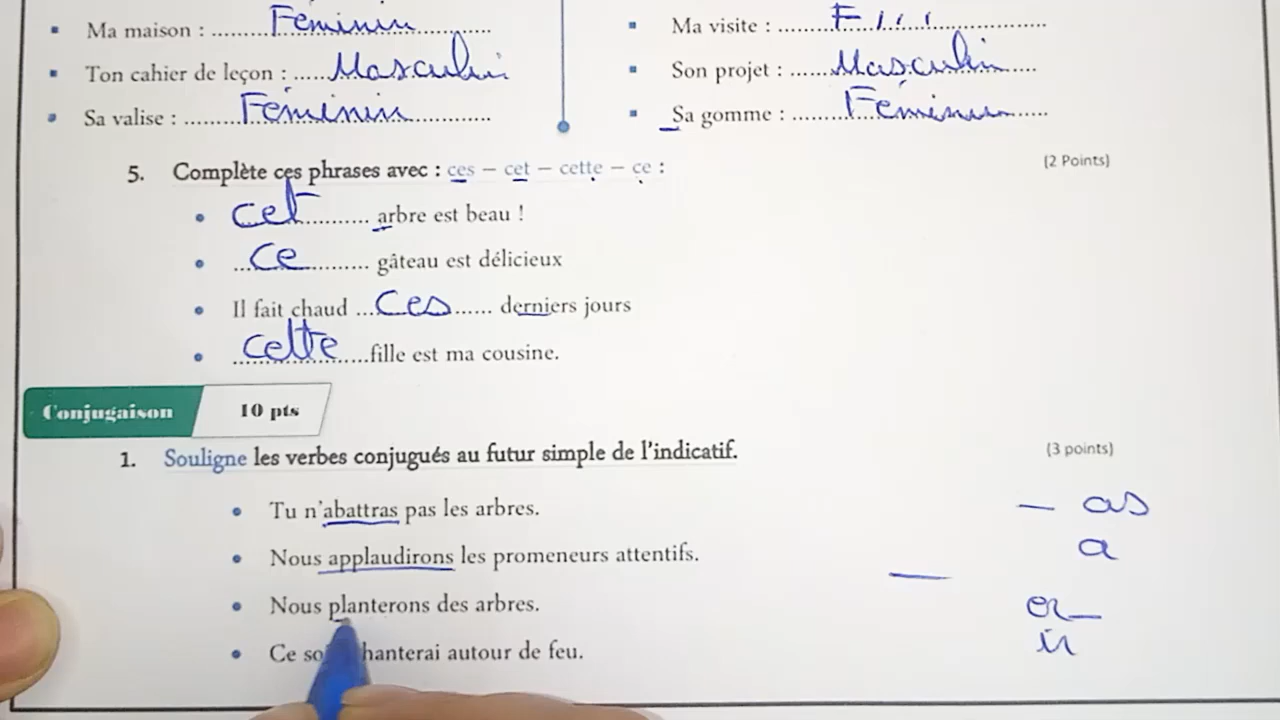 Ma maison : .......Feminin............
Ton cahier de leçon : ......Masculin
Sa valise : ........Féminin............
Ma visite : ........F...............
Son projet : ......Masculin....
Sa gomme : ........Féminin.....
5. Complète ces phrases avec : ces – cet – cette – ce : (2 Points)
cet.......... arbre est beau !
...ce.......... gâteau est délicieux
Il fait chaud ...ces...... derniers jours
cette....fille est ma cousine.
Conjugaison 10 pts
1. Souligne les verbes conjugués au futur simple de l'indicatif. (3 points)
Tu n'abattras pas les arbres. – as
Nous applaudirons les promeneurs attentifs. a
Nous planterons des arbres. er
Ce hanterai autour de feu. ir